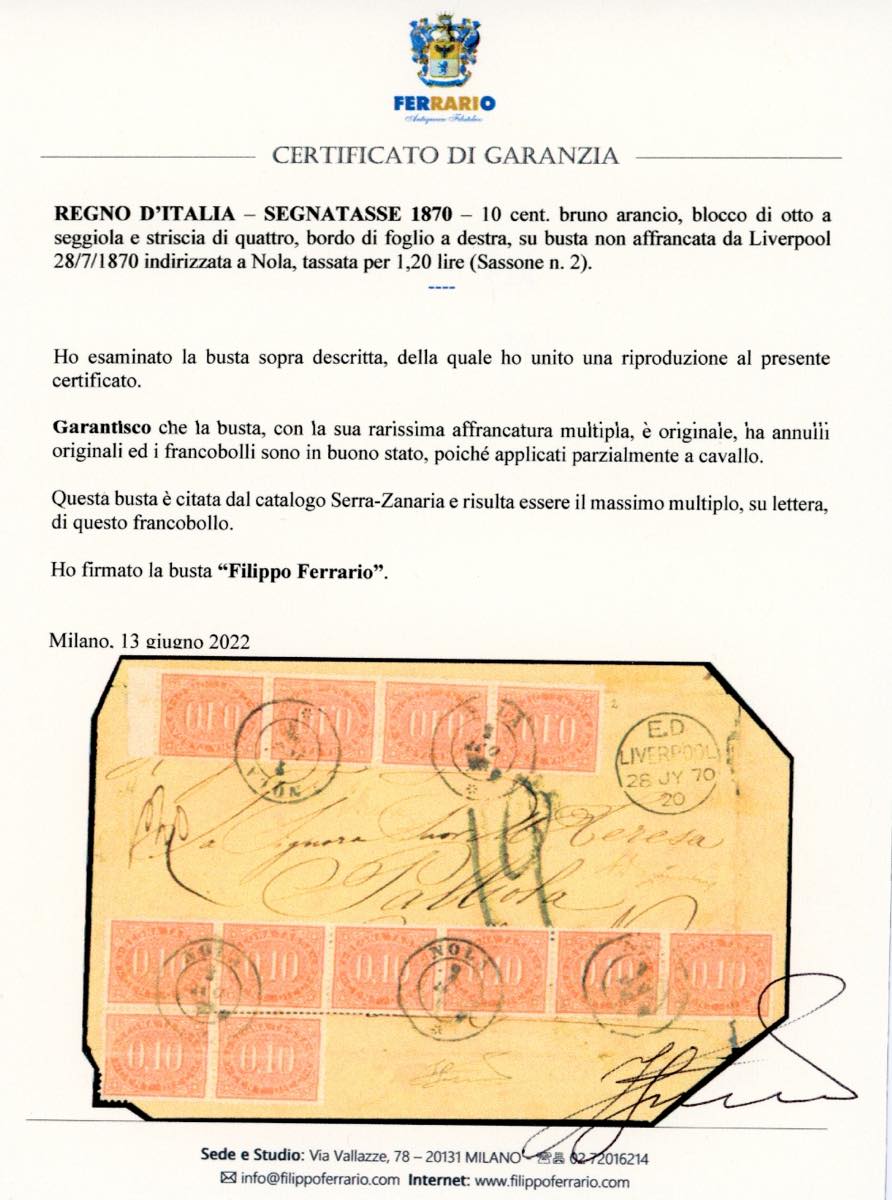 FERRARIO
Antiquariato Filatelico
CERTIFICATO DI GARANZIA
REGNO D'ITALIA – SEGNATASSE 1870 – 10 cent. bruno arancio, blocco di otto a
seggiola e striscia di quattro, bordo di foglio a destra, su busta non affrancata da Liverpool
28/7/1870 indirizzata a Nola, tassata per 1,20 lire (Sassone n. 2).
----
Ho esaminato la busta sopra descritta, della quale ho unito una riproduzione al presente
certificato.
Garantisco che la busta, con la sua rarissima affrancatura multipla, è originale, ha annulli
originali ed i francobolli sono in buono stato, poiché applicati parzialmente a cavallo.
Questa busta è citata dal catalogo Serra-Zanaria e risulta essere il massimo multiplo, su lettera,
di questo francobollo.
Ho firmato la busta “Filippo Ferrario”.
Milano, 13 giugno 2022
0.10 0.10 0.10 0.10
NOLA
E.D
LIVERPOOL
28 JY 70
20
La Signora Suor Teresa
0.10 0.10 0.10 0.10 0.10 0.10
NOLA
0.10 0.10
Sede e Studio: Via Vallazze, 78 – 20131 MILANO - ☏ 02 72016214
✉ info@filippoferrario.com Internet: www.filippoferrario.com